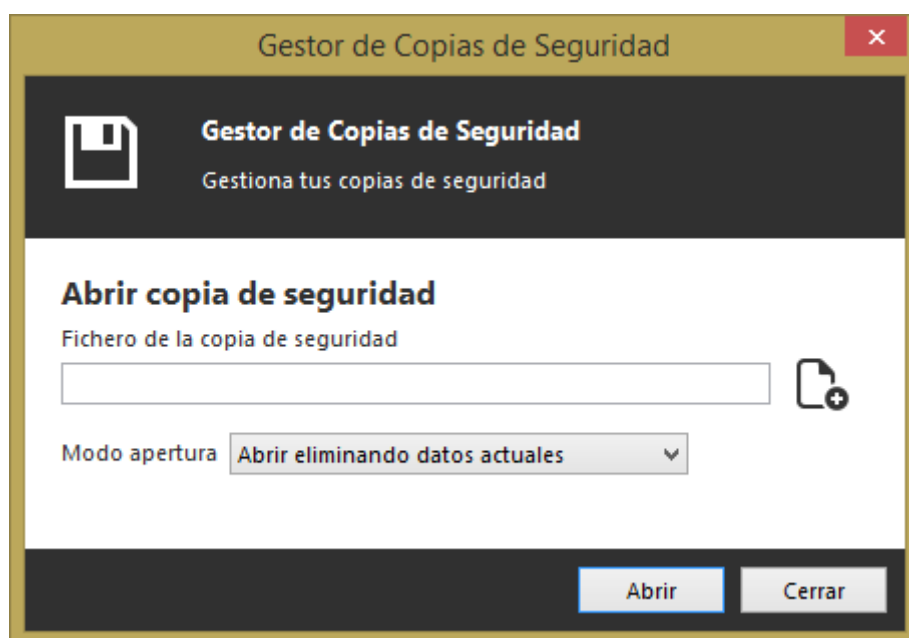 Gestor de Copias de Seguridad
Gestor de Copias de Seguridad
Gestiona tus copias de seguridad
Abrir copia de seguridad
Fichero de la copia de seguridad
Modo apertura Abrir eliminando datos actuales
Abrir Cerrar